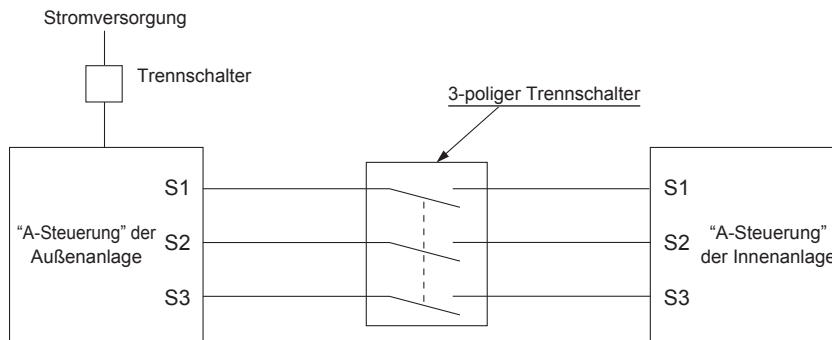 Stromversorgung
Trennschalter
3-poliger Trennschalter
S1
S1
“A-Steuerung” der
Außenanlage
S2
S2
“A-Steuerung”
der Innenanlage
S3
S3